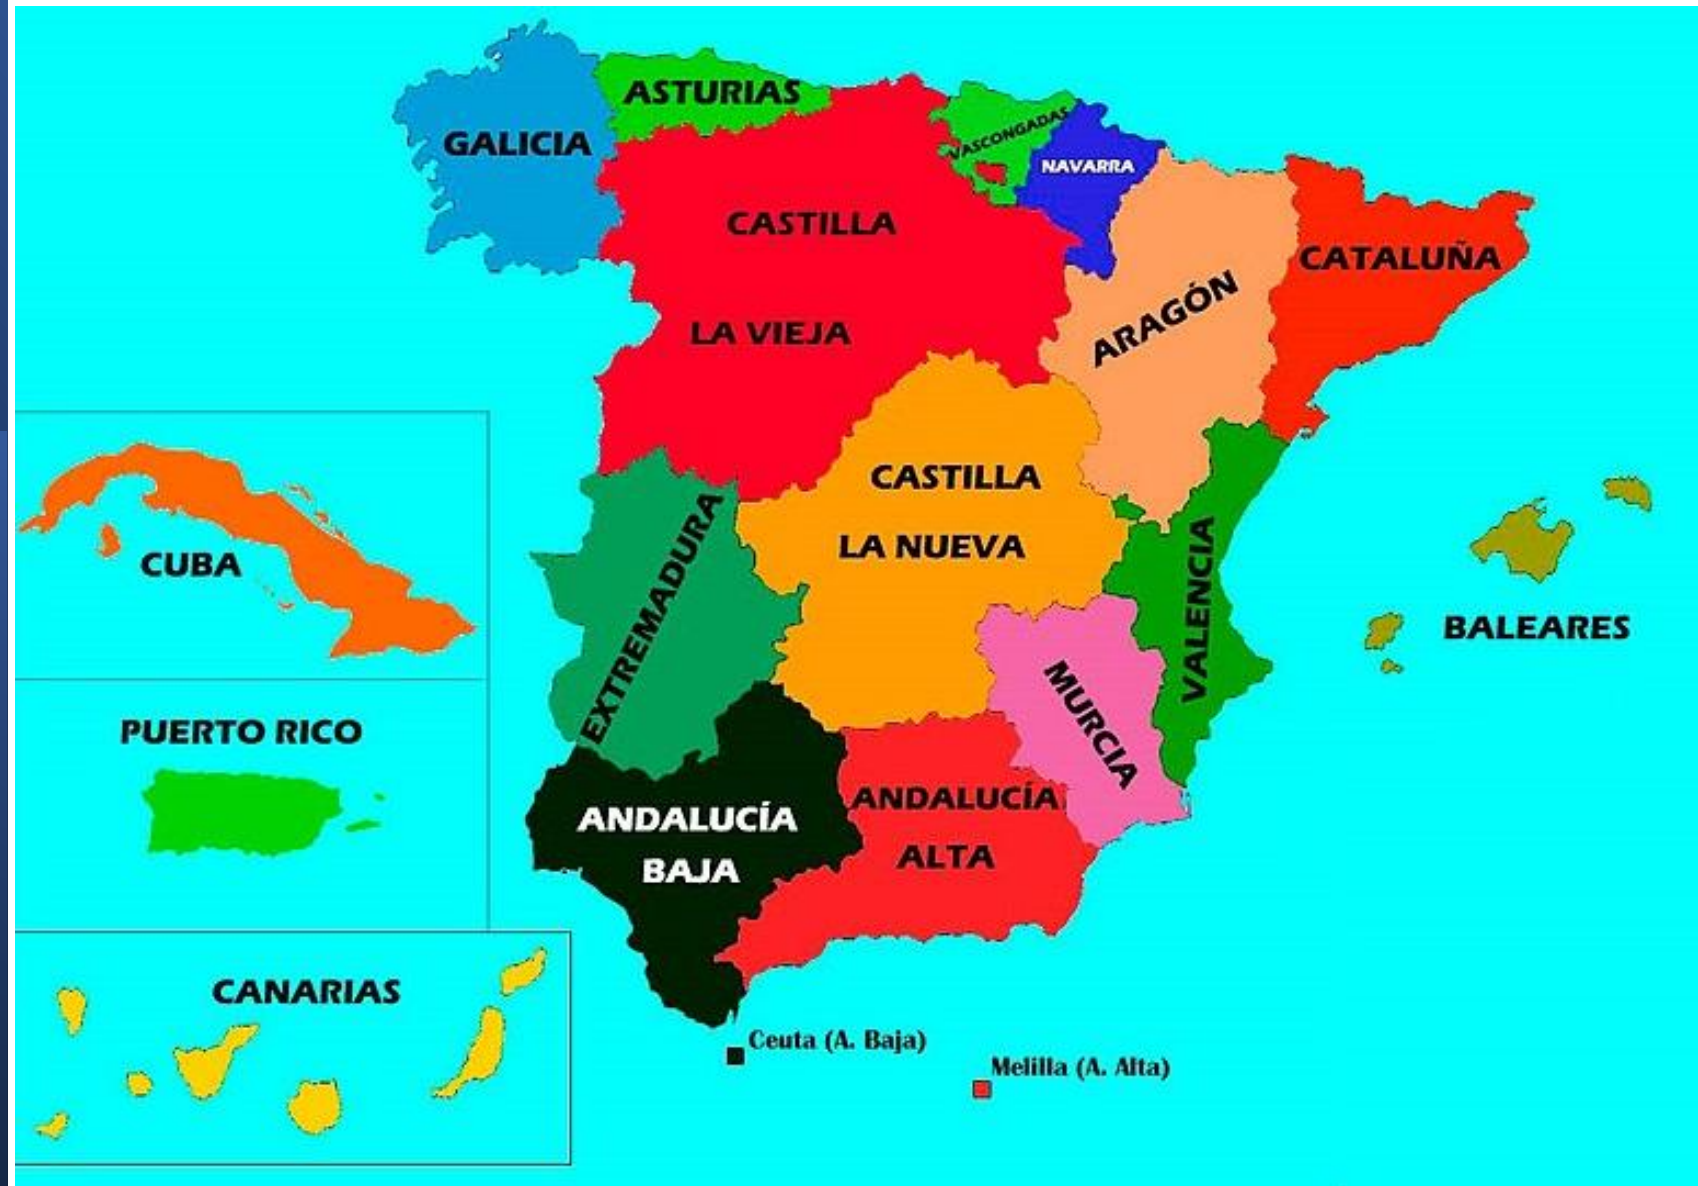 ASTURIAS
GALICIA
VASCONGADAS
NAVARRA
CASTILLA
LA VIEJA
CATALUÑA
ARAGÓN
CASTILLA
LA NUEVA
EXTREMADURA
VALENCIA
BALEARES
MURCIA
CUBA
PUERTO RICO
ANDALUCÍA
BAJA
ANDALUCÍA
ALTA
CANARIAS
Ceuta (A. Baja)
Melilla (A. Alta)